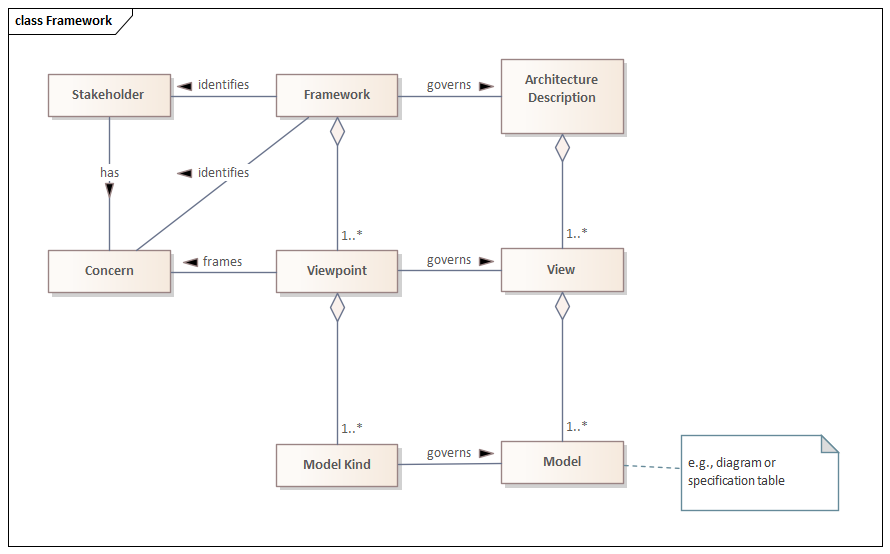 class Framework
Stakeholder
identifies
Framework
governs
Architecture
Description
has
identifies
1..*
1..*
Concern
frames
Viewpoint
governs
View
1..*
1..*
Model Kind
governs
Model
e.g., diagram or
specification table